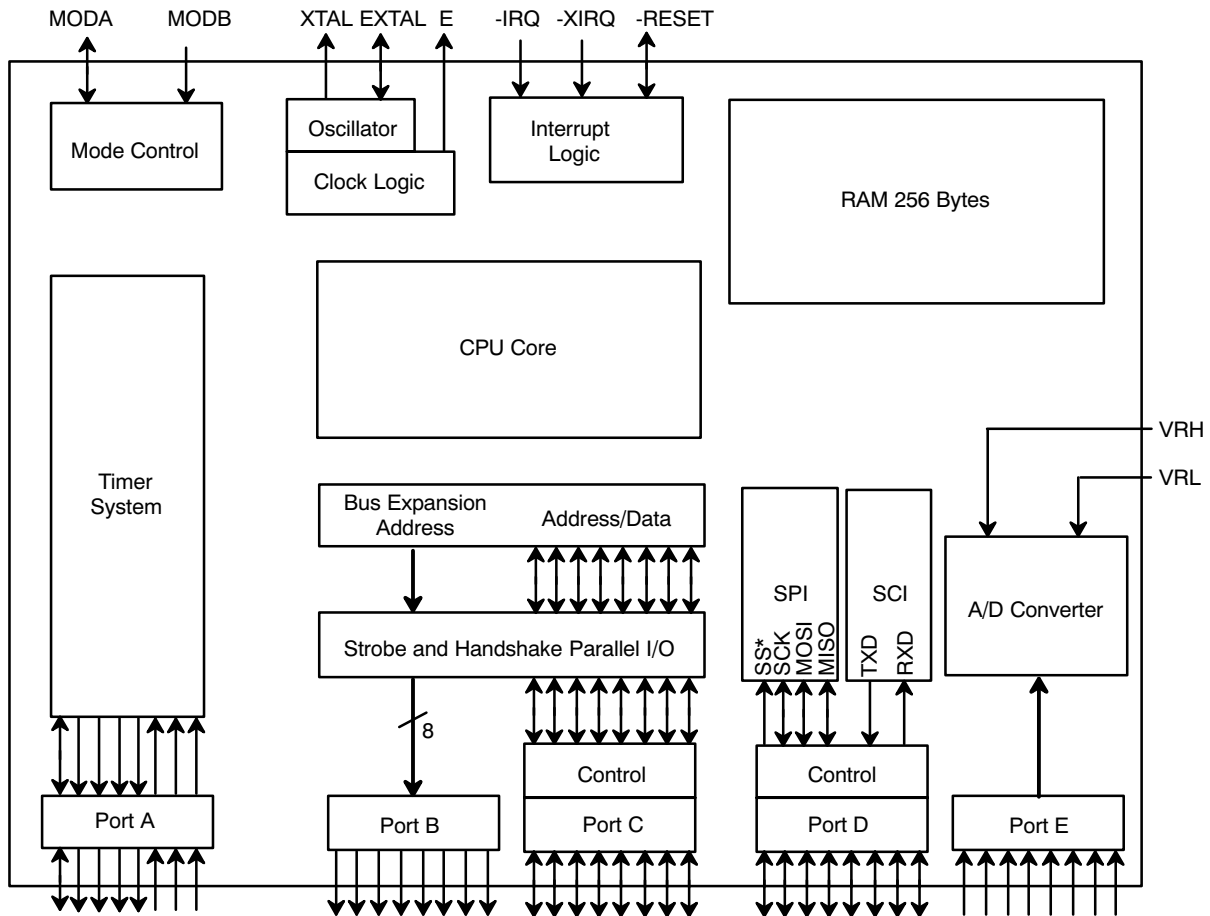 MODA MODB XTAL EXTAL E -IRQ -XIRQ -RESET
Mode Control
Oscillator
Clock Logic
Interrupt
Logic
RAM 256 Bytes
CPU Core
Timer
System
VRH
VRL
Bus Expansion
Address
Address/Data
Strobe and Handshake Parallel I/O
8
SPI
SS*
SCK
MOSI
MISO
SCI
TXD
RXD
A/D Converter
Control
Control
Port A
Port B
Port C
Port D
Port E